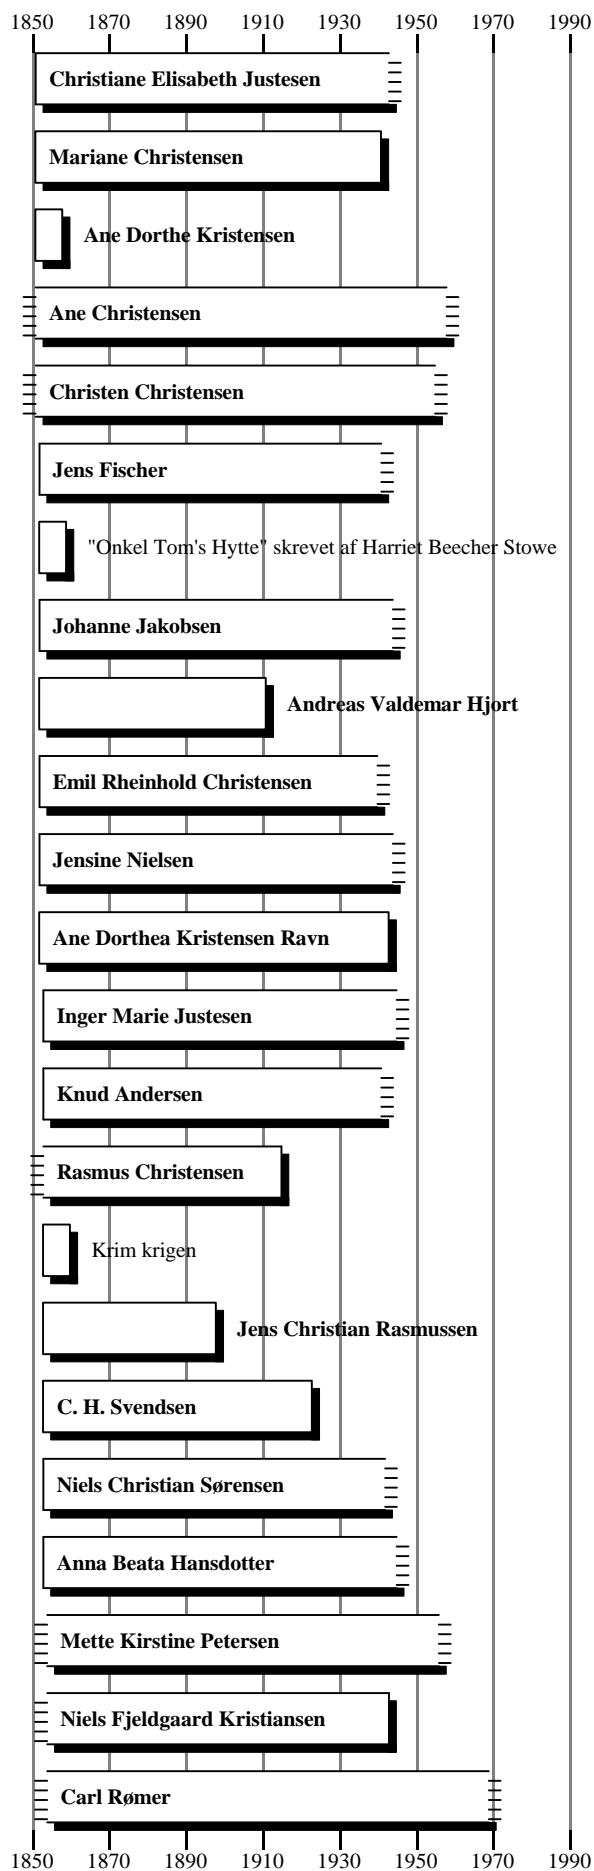 1850 1870 1890 1910 1930 1950 1970 1990
Christiane Elisabeth Justesen
Mariane Christensen
Ane Dorthe Kristensen
Ane Christensen
Christen Christensen
Jens Fischer
"Onkel Tom's Hytte" skrevet af Harriet Beecher Stowe
Johanne Jakobsen
Andreas Valdemar Hjort
Emil Rheinhold Christensen
Jensine Nielsen
Ane Dorthea Kristensen Ravn
Inger Marie Justesen
Knud Andersen
Rasmus Christensen
Krim krigen
Jens Christian Rasmussen
C. H. Svendsen
Niels Christian Sørensen
Anna Beata Hansdotter
Mette Kirstine Petersen
Niels Fjeldgaard Kristiansen
Carl Rømer
1850 1870 1890 1910 1930 1950 1970 1990